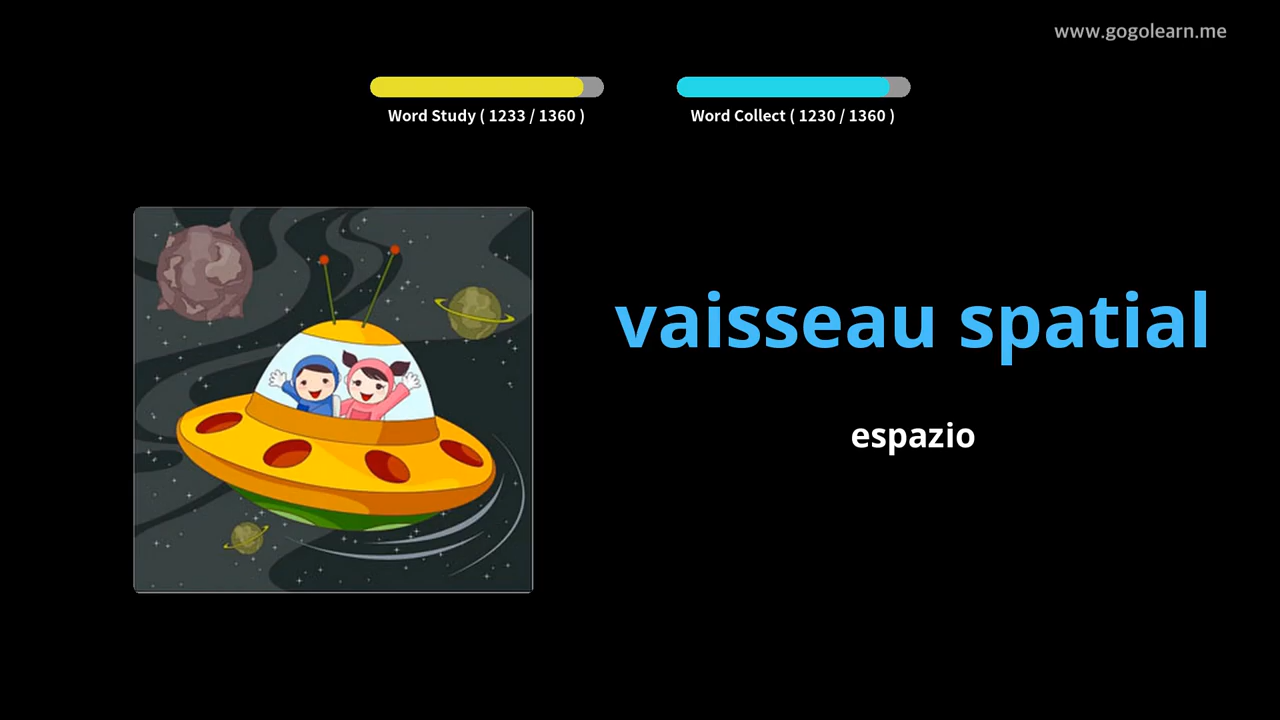 www.gogolearn.me
Word Study ( 1233 / 1360 )
Word Collect ( 1230 / 1360 )
vaisseau spatial
espazio